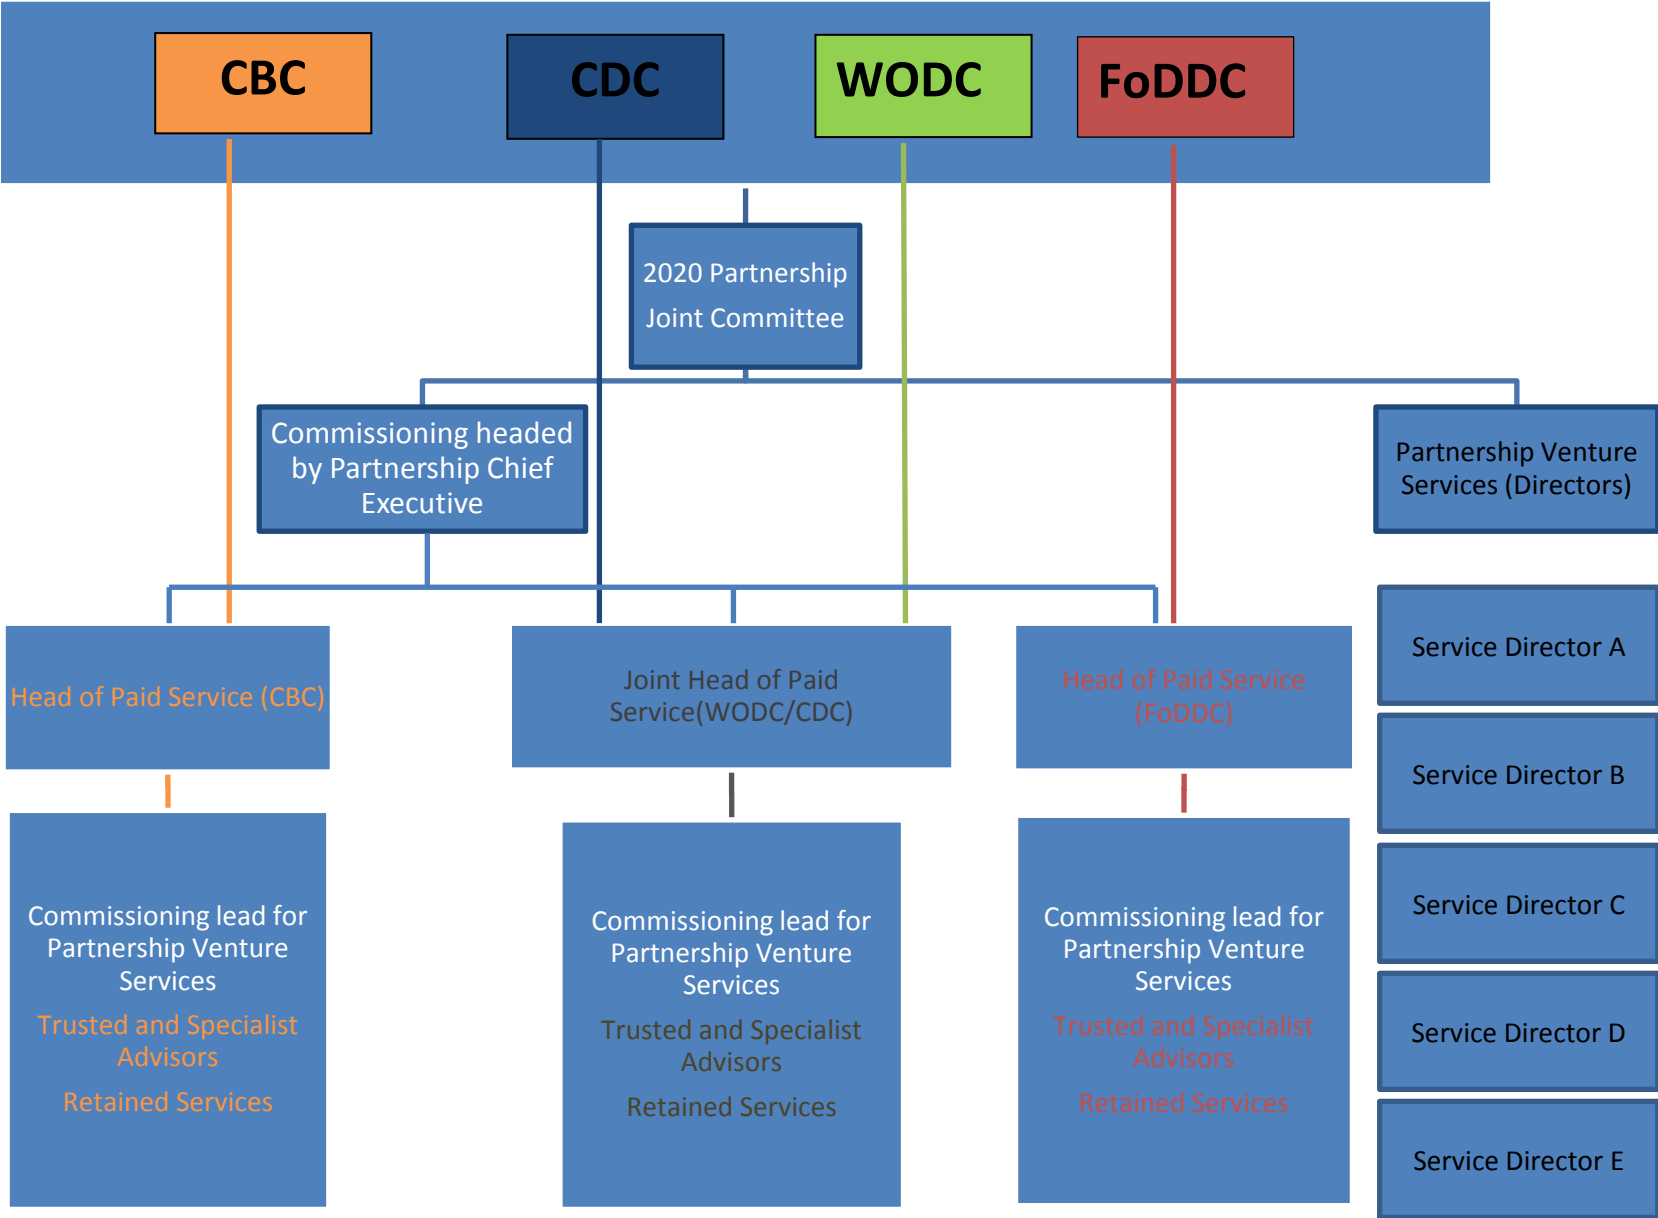 CBC
CDC
WODC
FoDDC
2020 Partnership
Joint Committee
Commissioning headed
by Partnership Chief
Executive
Partnership Venture
Services (Directors)
Head of Paid Service (CBC)
Joint Head of Paid
Service(WODC/CDC)
Head of Paid Service
(FoDDC)
Commissioning lead for
Partnership Venture
Services
Trusted and Specialist
Advisors
Retained Services
Commissioning lead for
Partnership Venture
Services
Trusted and Specialist
Advisors
Retained Services
Commissioning lead for
Partnership Venture
Services
Trusted and Specialist
Advisors
Retained Services
Service Director A
Service Director B
Service Director C
Service Director D
Service Director E